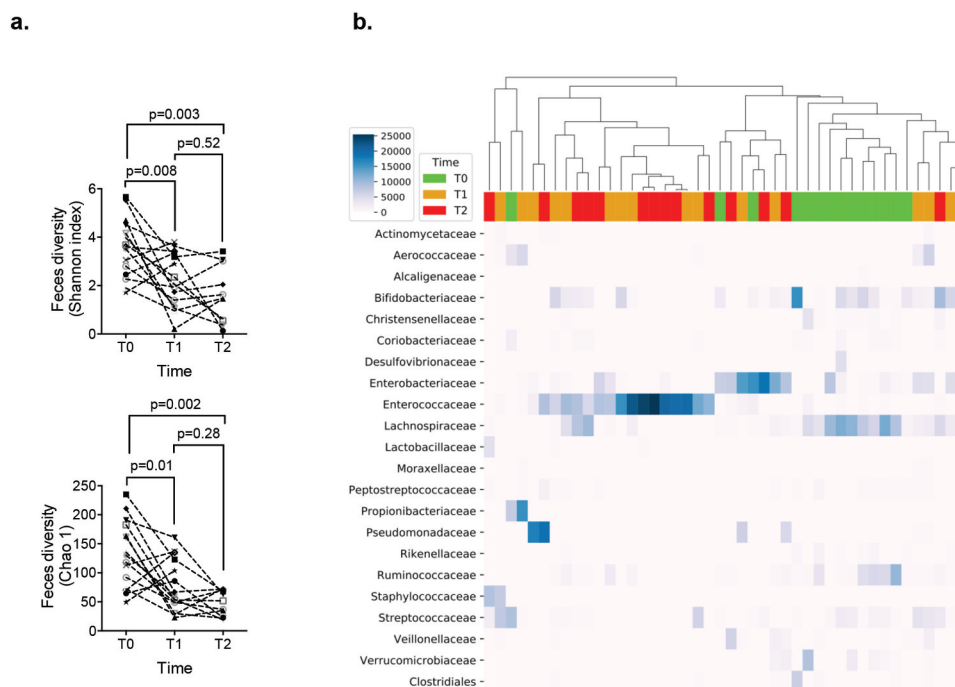 a.
p=0.003
p=0.52
p=0.008
6
4
2
0
Feces diversity
(Shannon index)
T0 T1 T2
Time
p=0.002
p=0.28
p=0.01
250
200
150
100
50
0
Feces diversity
(Chao 1)
T0 T1 T2
Time
b.
25000
20000
15000
10000
5000
0
Time
T0
T1
T2
Actinomycetaceae
Aerococcaceae
Alcaligenaceae
Bifidobacteriaceae
Christensenellaceae
Coriobacteriaceae
Desulfovibrionaceae
Enterobacteriaceae
Enterococcaceae
Lachnospiraceae
Lactobacillaceae
Moraxellaceae
Peptostreptococcaceae
Propionibacteriaceae
Pseudomonadaceae
Rikenellaceae
Ruminococcaceae
Staphylococcaceae
Streptococcaceae
Veillonellaceae
Verrucomicrobiaceae
Clostridiales